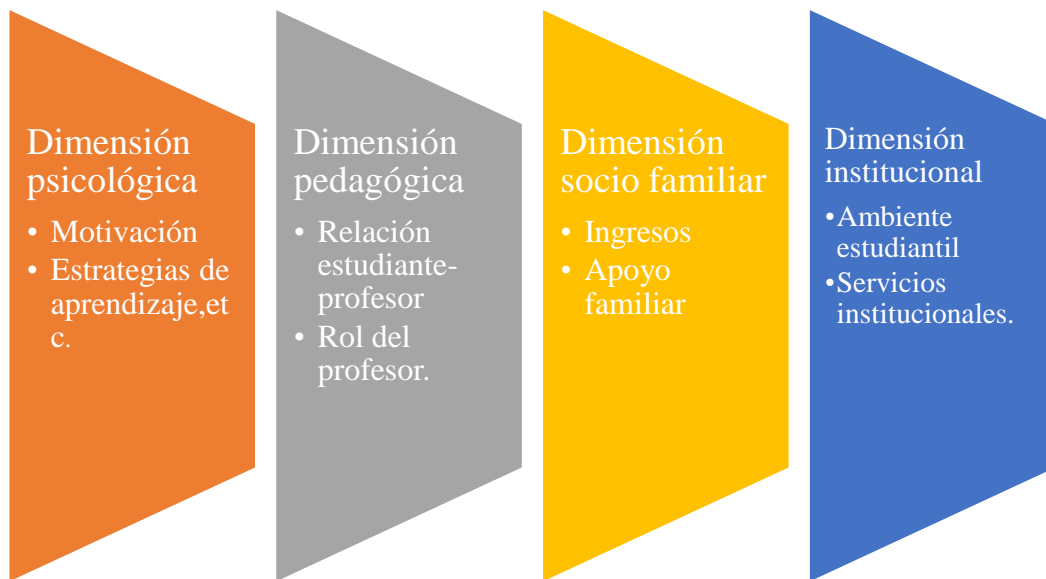 Dimensión
psicológica
• Motivación
• Estrategias de
aprendizaje,et
c.
Dimensión
pedagógica
• Relación
estudiante-
profesor
• Rol del
profesor.
Dimensión
socio familiar
• Ingresos
• Apoyo
familiar
Dimensión
institucional
•Ambiente
estudiantil
•Servicios
institucionales.